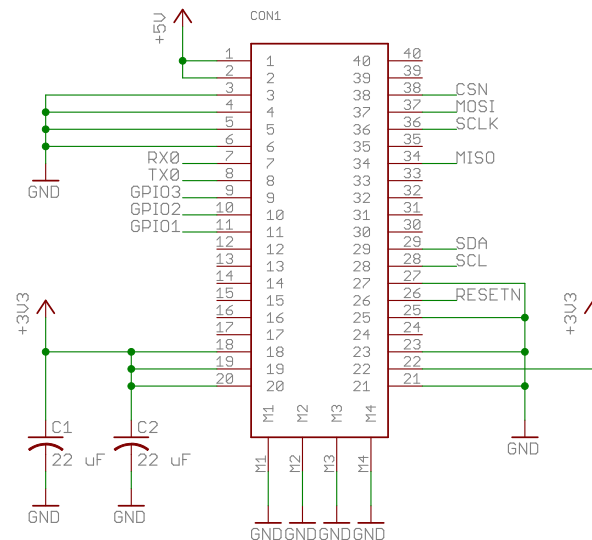 CON1
+5V
1 1 40 40
2 2 39 39
3 3 38 38 CSN
4 4 37 37 MOSI
5 5 36 36 SCLK
6 6 35 35
RX0 7 7 34 34 MISO
TX0 8 8 33 33
GND
GPIO3 9 9 32 32
GPIO2 10 10 31 31
GPIO1 11 11 30 30
12 12 29 29 SDA
13 13 28 28 SCL
14 14 27 27
15 15 26 26 RESETN
+3V3
16 16 25 25
+3V3
17 17 24 24
18 18 23 23
19 19 22 22
20 20 21 21
M1 M2 M3 M4
C1 C2
GND
22 uF 22 uF
M1 M2 M3 M4
GND GND
GND GND GND GND